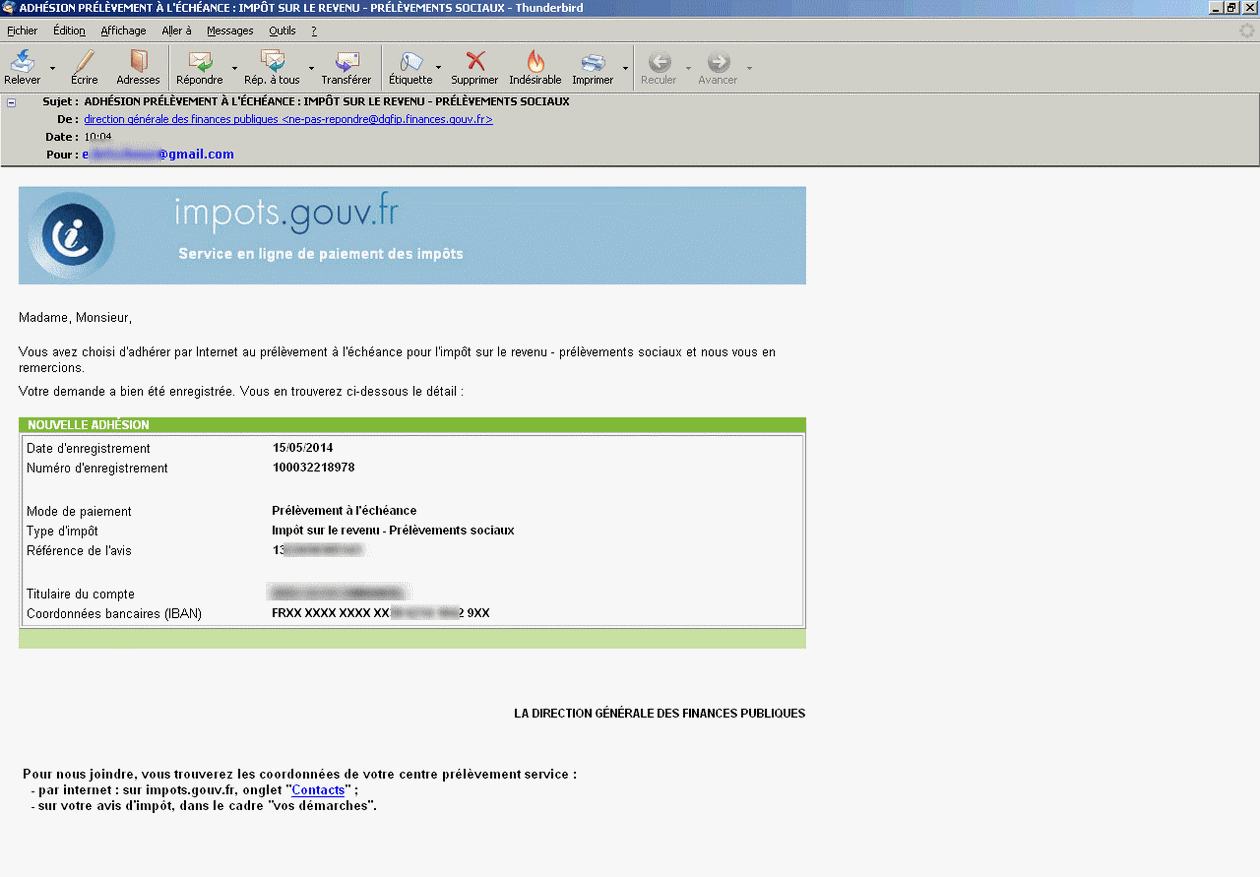 ADHÉSION PRÉLÈVEMENT À L'ÉCHÉANCE : IMPÔT SUR LE REVENU - PRÉLÈVEMENTS SOCIAUX - Thunderbird
Fichier Édition Affichage Aller à Messages Outils ?
Relever Écrire Adresses Répondre Rép. à tous Transférer Étiquette Supprimer Indésirable Imprimer Reculer Avancer
Sujet : ADHÉSION PRÉLÈVEMENT À L'ÉCHÉANCE : IMPÔT SUR LE REVENU - PRÉLÈVEMENTS SOCIAUX
De : direction générale des finances publiques <ne-pas-repondre@dgfip.finances.gouv.fr>
Date : 10:04
Pour : e @gmail.com
impots.gouv.fr
Service en ligne de paiement des impôts
Madame, Monsieur,
Vous avez choisi d'adhérer par Internet au prélèvement à l'échéance pour l'impôt sur le revenu - prélèvements sociaux et nous vous en
remercions.
Votre demande a bien été enregistrée. Vous en trouverez ci-dessous le détail :
NOUVELLE ADHÉSION
Date d'enregistrement 15/05/2014
Numéro d'enregistrement 100032218978
Mode de paiement Prélèvement à l'échéance
Type d'impôt Impôt sur le revenu - Prélèvements sociaux
Référence de l'avis 13
Titulaire du compte
Coordonnées bancaires (IBAN) FRXX XXXX XXXX XX 2 9XX
LA DIRECTION GÉNÉRALE DES FINANCES PUBLIQUES
Pour nous joindre, vous trouverez les coordonnées de votre centre prélèvement service :
- par internet : sur impots.gouv.fr, onglet "Contacts" ;
- sur votre avis d'impôt, dans le cadre "vos démarches".